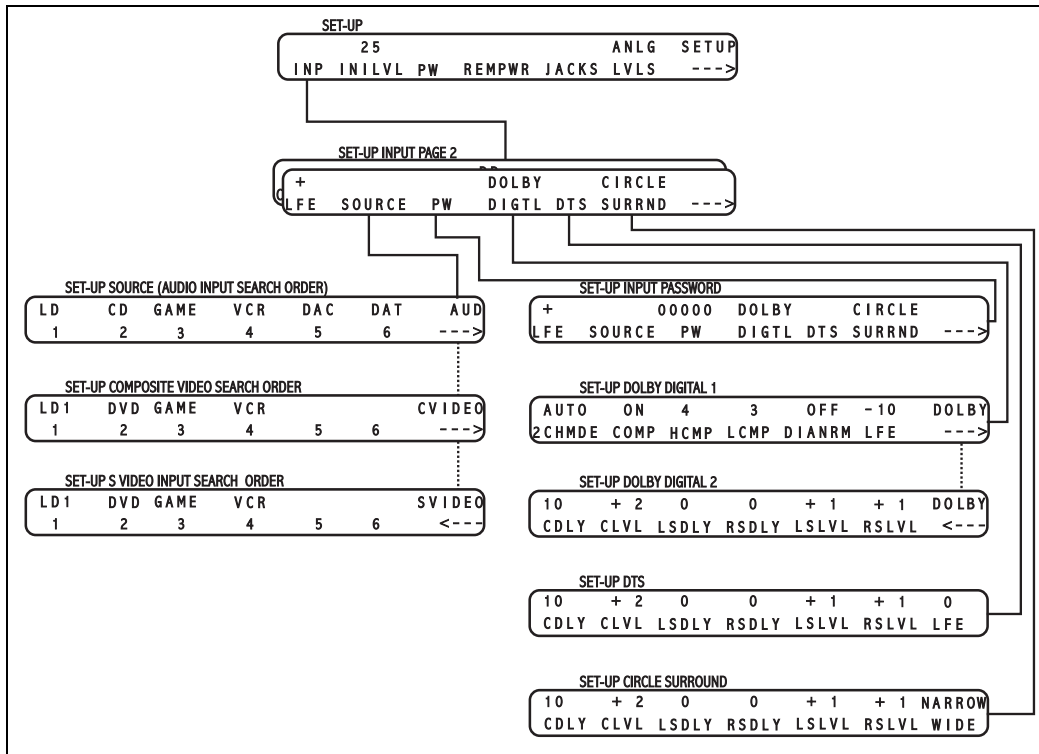 SET-UP
25 ANLG SETUP
INP INILVL PW REMPWR JACKS LVLS --->
SET-UP INPUT PAGE 2
+ DOLBY CIRCLE
LFE SOURCE PW DIGTL DTS SURRND --->
SET-UP SOURCE (AUDIO INPUT SEARCH ORDER)
LD CD GAME VCR DAC DAT AUD
1 2 3 4 5 6 --->
SET-UP COMPOSITE VIDEO SEARCH ORDER
LD1 DVD GAME VCR CVIDEO
1 2 3 4 5 6 --->
SET-UP S VIDEO INPUT SEARCH ORDER
LD1 DVD GAME VCR SVIDEO
1 2 3 4 5 6 <---
SET-UP INPUT PASSWORD
+ 00000 DOLBY CIRCLE
LFE SOURCE PW DIGTL DTS SURRND --->
SET-UP DOLBY DIGITAL 1
AUTO ON 4 3 OFF -10 DOLBY
2CHMDE COMP HCMP LCMP DIANRM LFE --->
SET-UP DOLBY DIGITAL 2
10 +2 0 0 +1 +1 DOLBY
CDLY CLVL LSDLY RSDLY LSLVL RSLVL <---
SET-UP DTS
10 +2 0 0 +1 +1 0
CDLY CLVL LSDLY RSDLY LSLVL RSLVL LFE
SET-UP CIRCLE SURROUND
10 +2 0 0 +1 +1 NARROW
CDLY CLVL LSDLY RSDLY LSLVL RSLVL WIDE